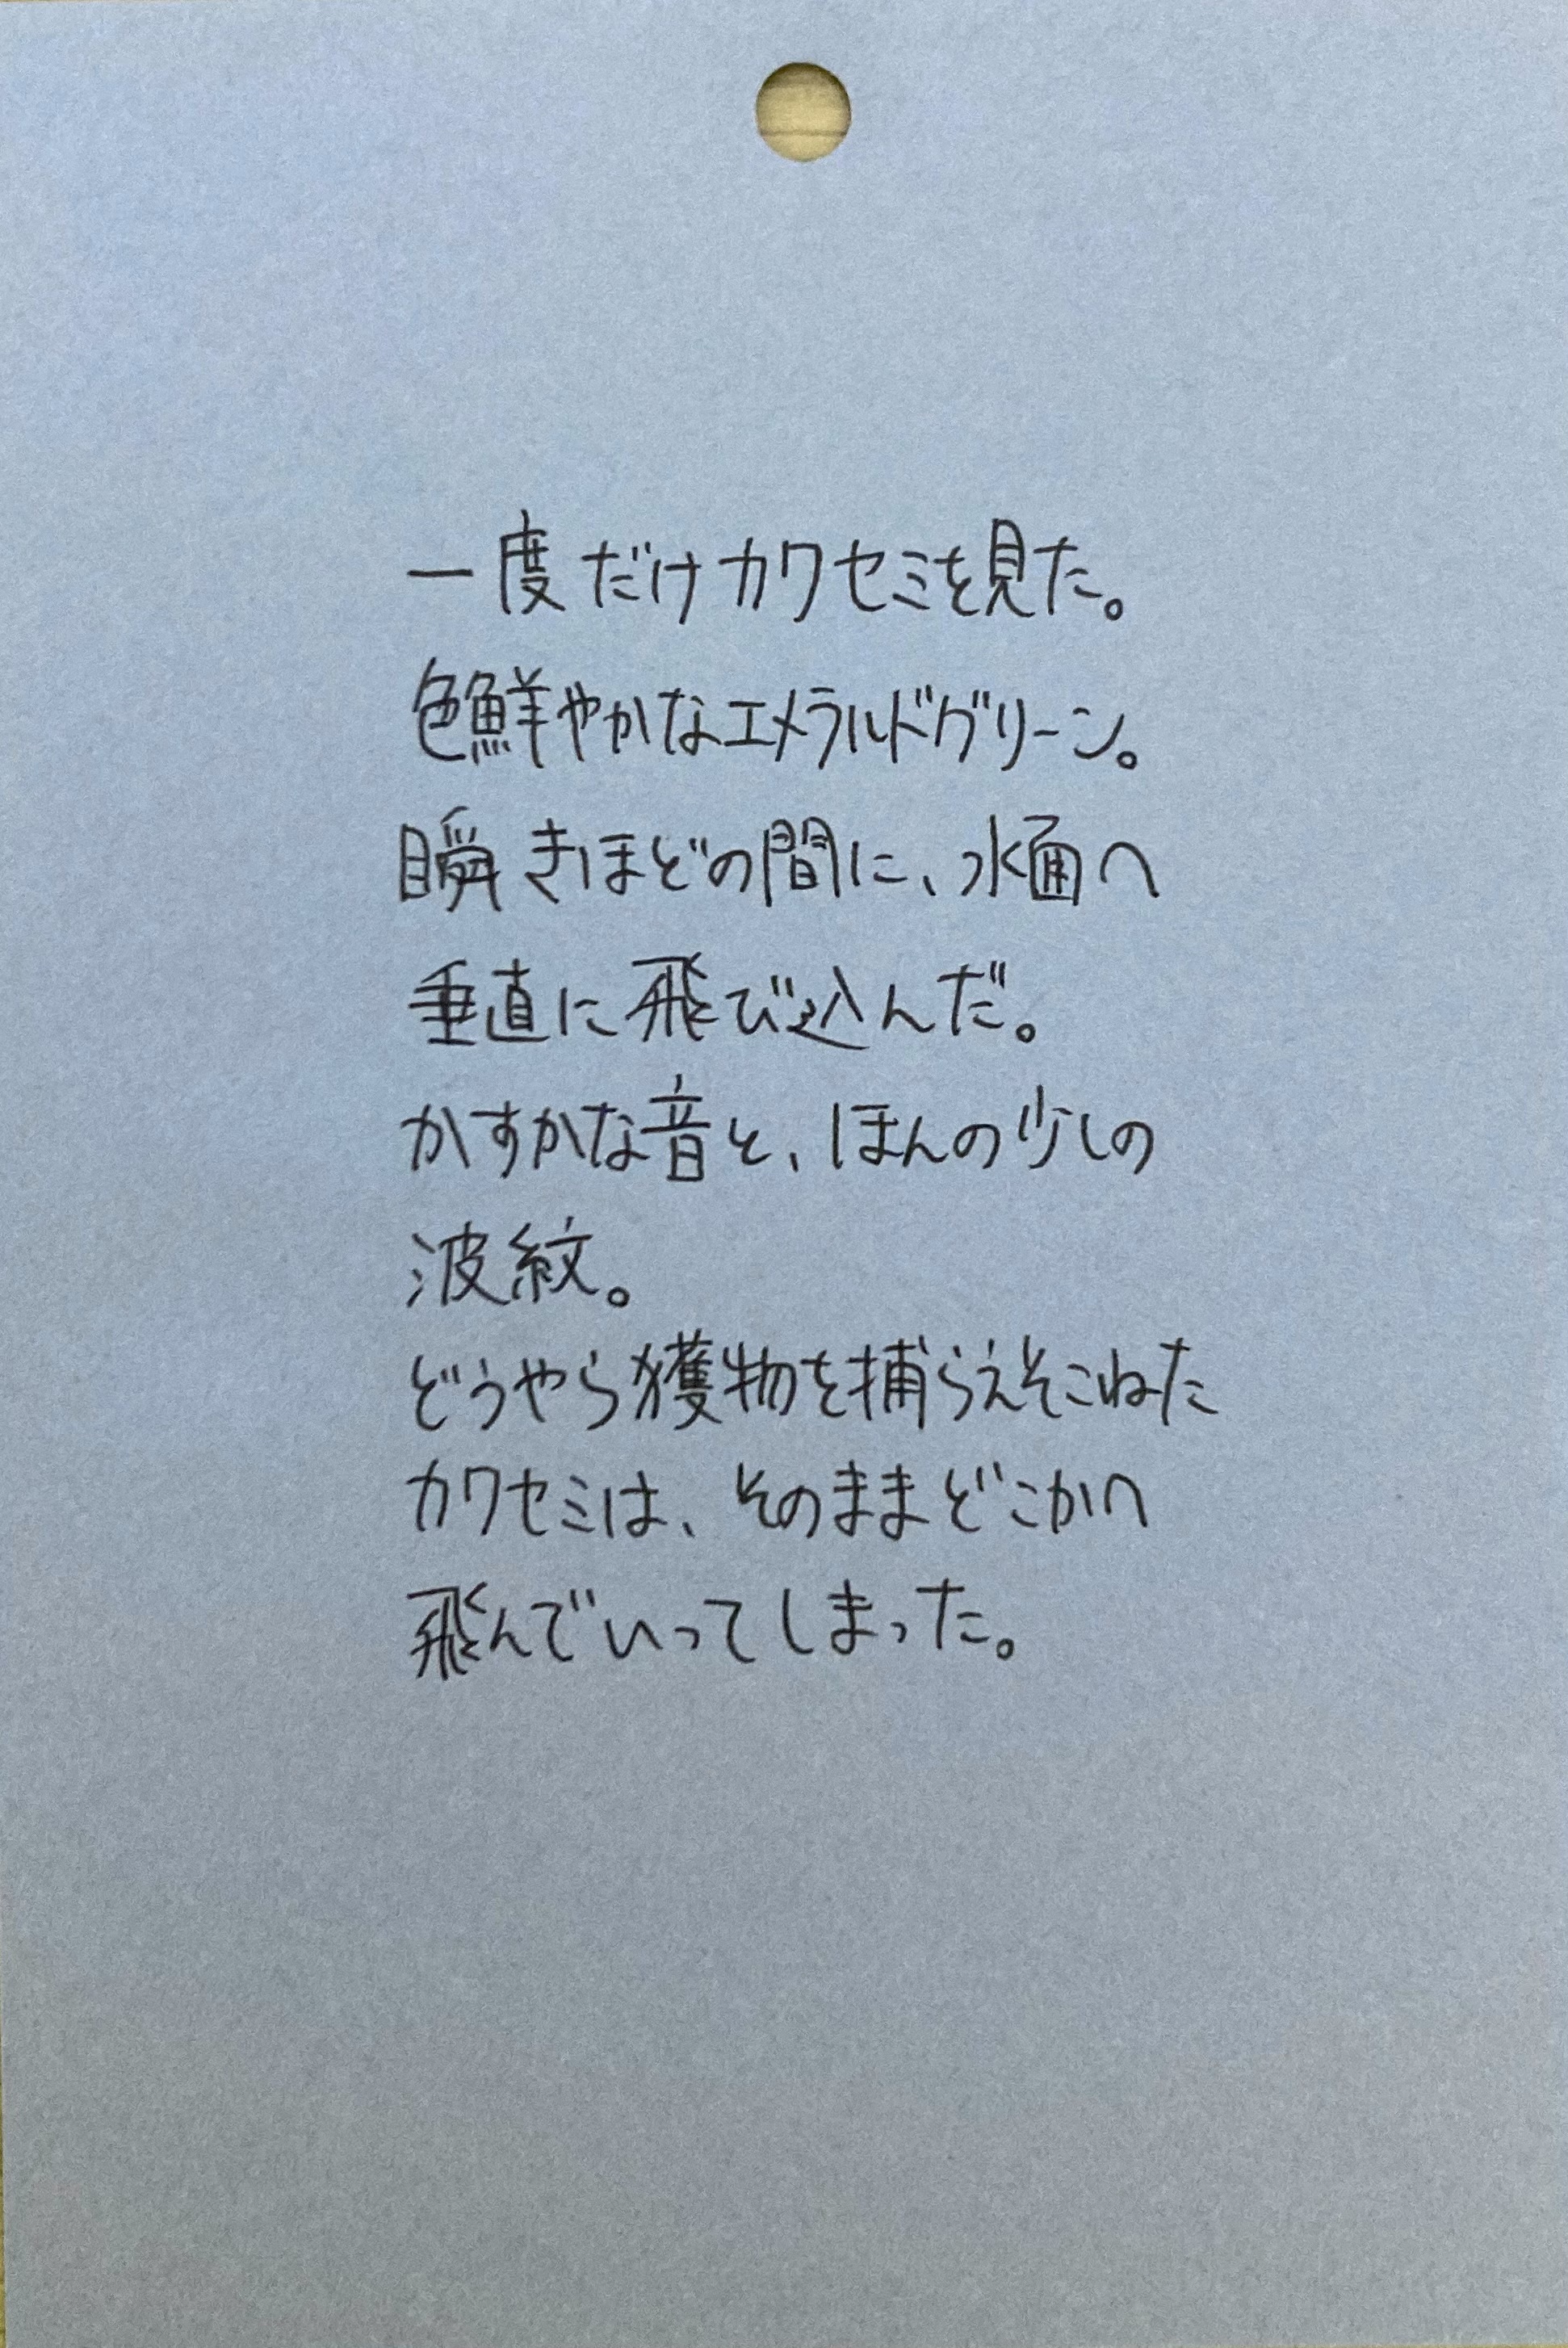 一度だけカワセミを見た。
色鮮やかなエメラルドグリーン。
瞬きほどの間に、水面へ
垂直に飛び込んだ。
かすかな音と、ほんの少しの
波紋。
どうやら獲物を捕らえそこねた
カワセミは、そのままどこかへ
飛んでいってしまった。